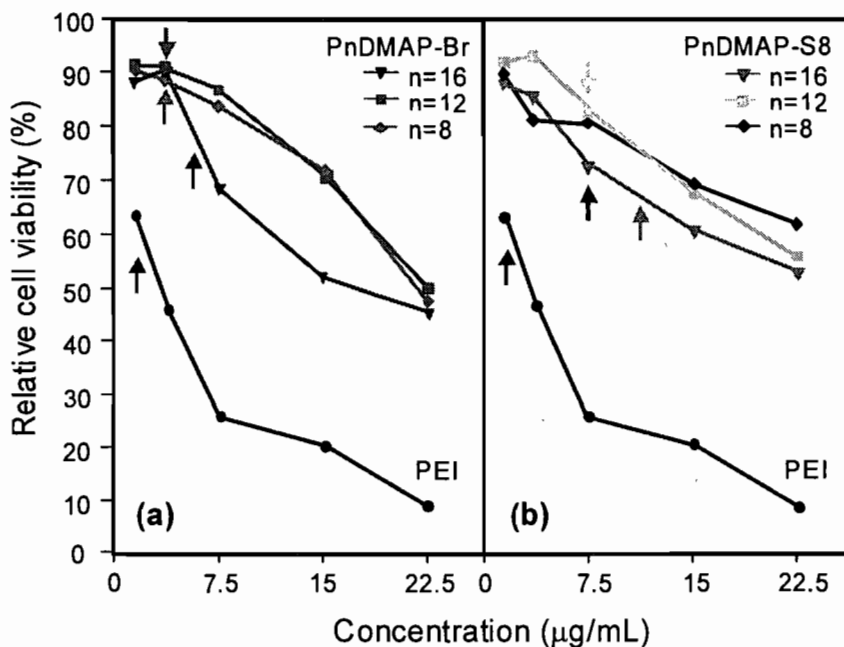 Relative cell viability (%)
100
90
80
70
60
50
40
30
20
10
0
PnDMAP-Br
n=16
n=12
n=8
PEI
(a)
0
7.5
15
22.5
PnDMAP-S8
n=16
n=12
n=8
PEI
(b)
0
7.5
15
22.5
Concentration (μg/mL)